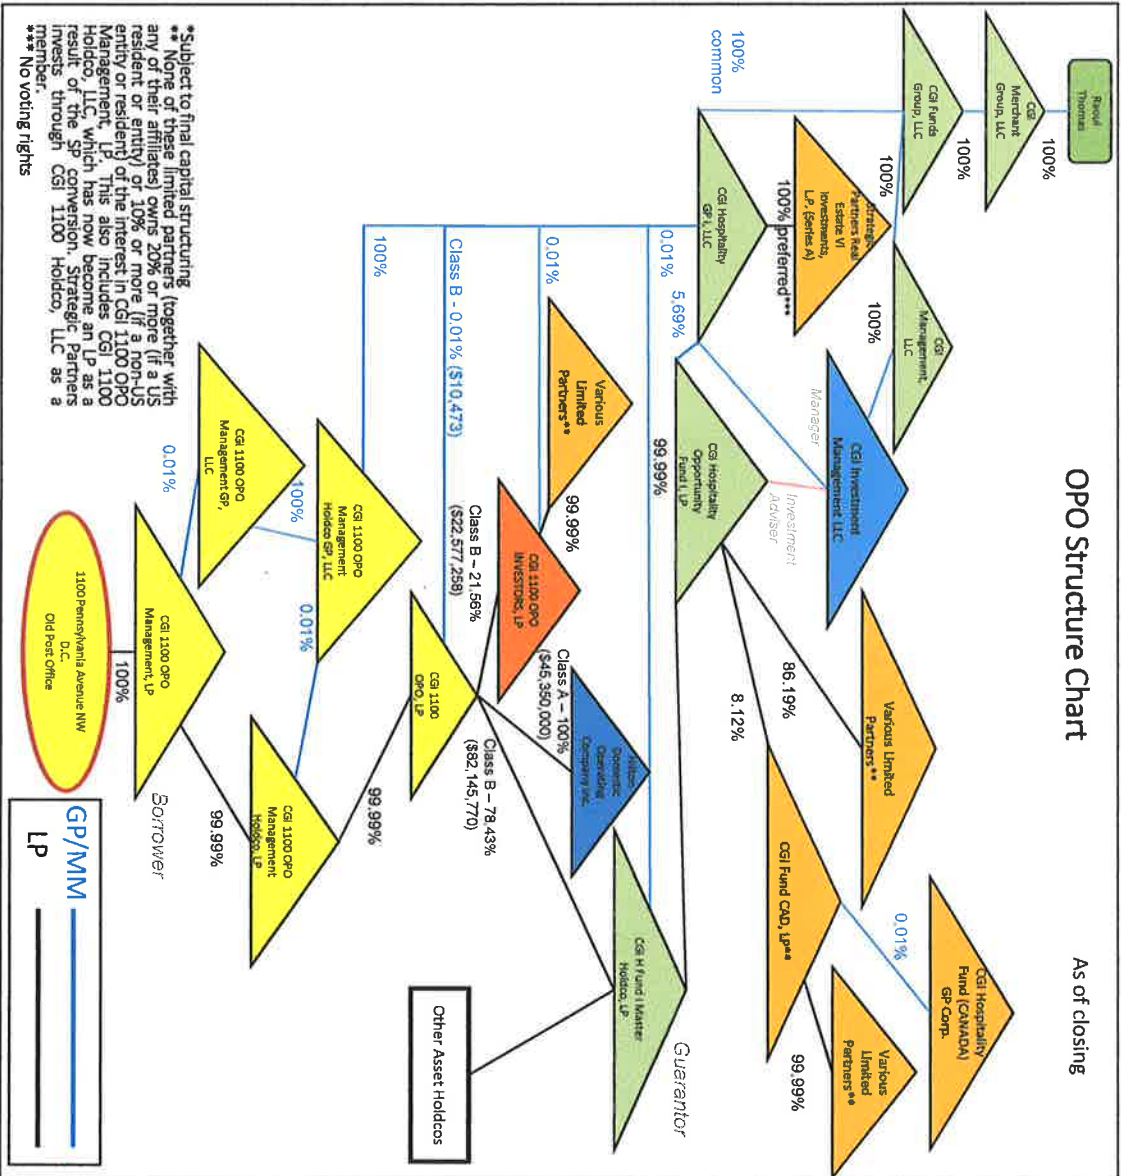 OPO Structure Chart
As of closing
Raoul
Thomas
100%
CGI
Merchant
Group, LLC
100%
CGI Funds
Group, LLC
100%
100%
common
CGI
Management,
LLC
100%
Strategic
Partners Real
Estate VI
Investments,
L.P. (Series A)
100% preferred***
CGI Investment
Management LLC
Manager
Investment
Adviser
Various Limited
Partners**
86.19%
CGI Hospitality
Fund (CANADA)
GP Corp.
0.01%
Various
Limited
Partners**
99.99%
CGI Fund CAD, LP**
8.12%
CGI Hospitality
GP I, LLC
5.69%
0.01%
CGI Hospitality
Opportunity
Fund I, LP
99.99%
Guarantor
CGI H Fund I Master
Holdco, LP
Other Asset Holdcos
Various
Limited
Partners**
0.01%
99.99%
Hilton
Domestic
Operating
Company Inc.
CGI 1100 OPO
INVESTORS, LP
Class A – 100%
($45,350,000)
Class B – 21.56%
($22,577,258)
Class B – 78.43%
($82,145,770)
Class B - 0.01% ($10,473)
CGI 1100
OPO, LP
100%
99.99%
CGI 1100 OPO
Management
Holdco GP, LLC
0.01%
100%
CGI 1100 OPO
Management
Holdco, LP
CGI 1100 OPO
Management GP,
LLC
0.01%
99.99%
CGI 1100 OPO
Management, LP
Borrower
100%
1100 Pennsylvania Avenue NW
D.C.
Old Post Office
GP/MM
LP
*Subject to final capital structuring
** None of these limited partners (together with
any of their affiliates) owns 20% or more (if a US
resident or entity) or 10% or more (if a non-US
entity or resident) of the interest in CGI 1100 OPO
Management, LP. This also includes CGI 1100
Holdco, LLC, which has now become an LP as a
result of the SP conversion. Strategic Partners
invests through CGI 1100 Holdco, LLC as a
member.
*** No voting rights